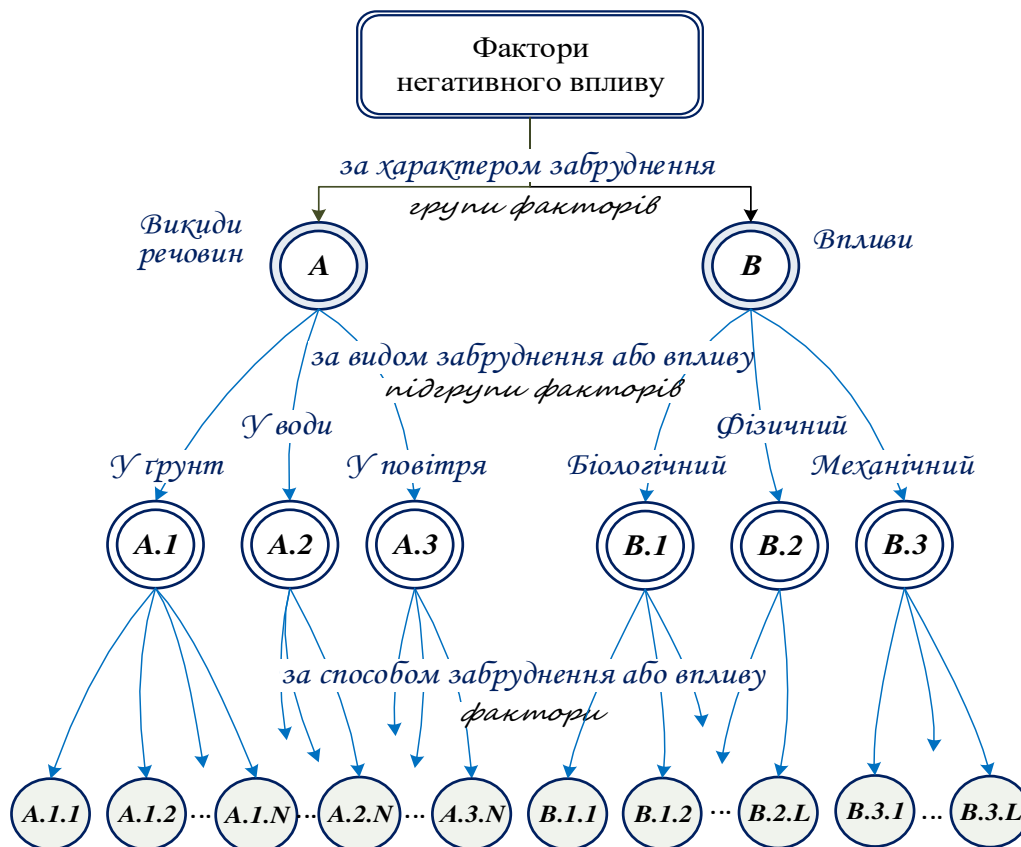 Фактори
негативного впливу
за характером забруднення
групи факторів
Викиди
речовин
A
B
Впливи
за видом забруднення або впливу
підгрупи факторів
У ґрунт
У води
У повітря
Біологічний
Фізичний
Механічний
A.1
A.2
A.3
B.1
B.2
B.3
за способом забруднення або впливу
фактори
A.1.1
A.1.2
...
A.1.N
...
A.2.N
...
A.3.N
B.1.1
B.1.2
...
B.2.L
B.3.1
...
B.3.L